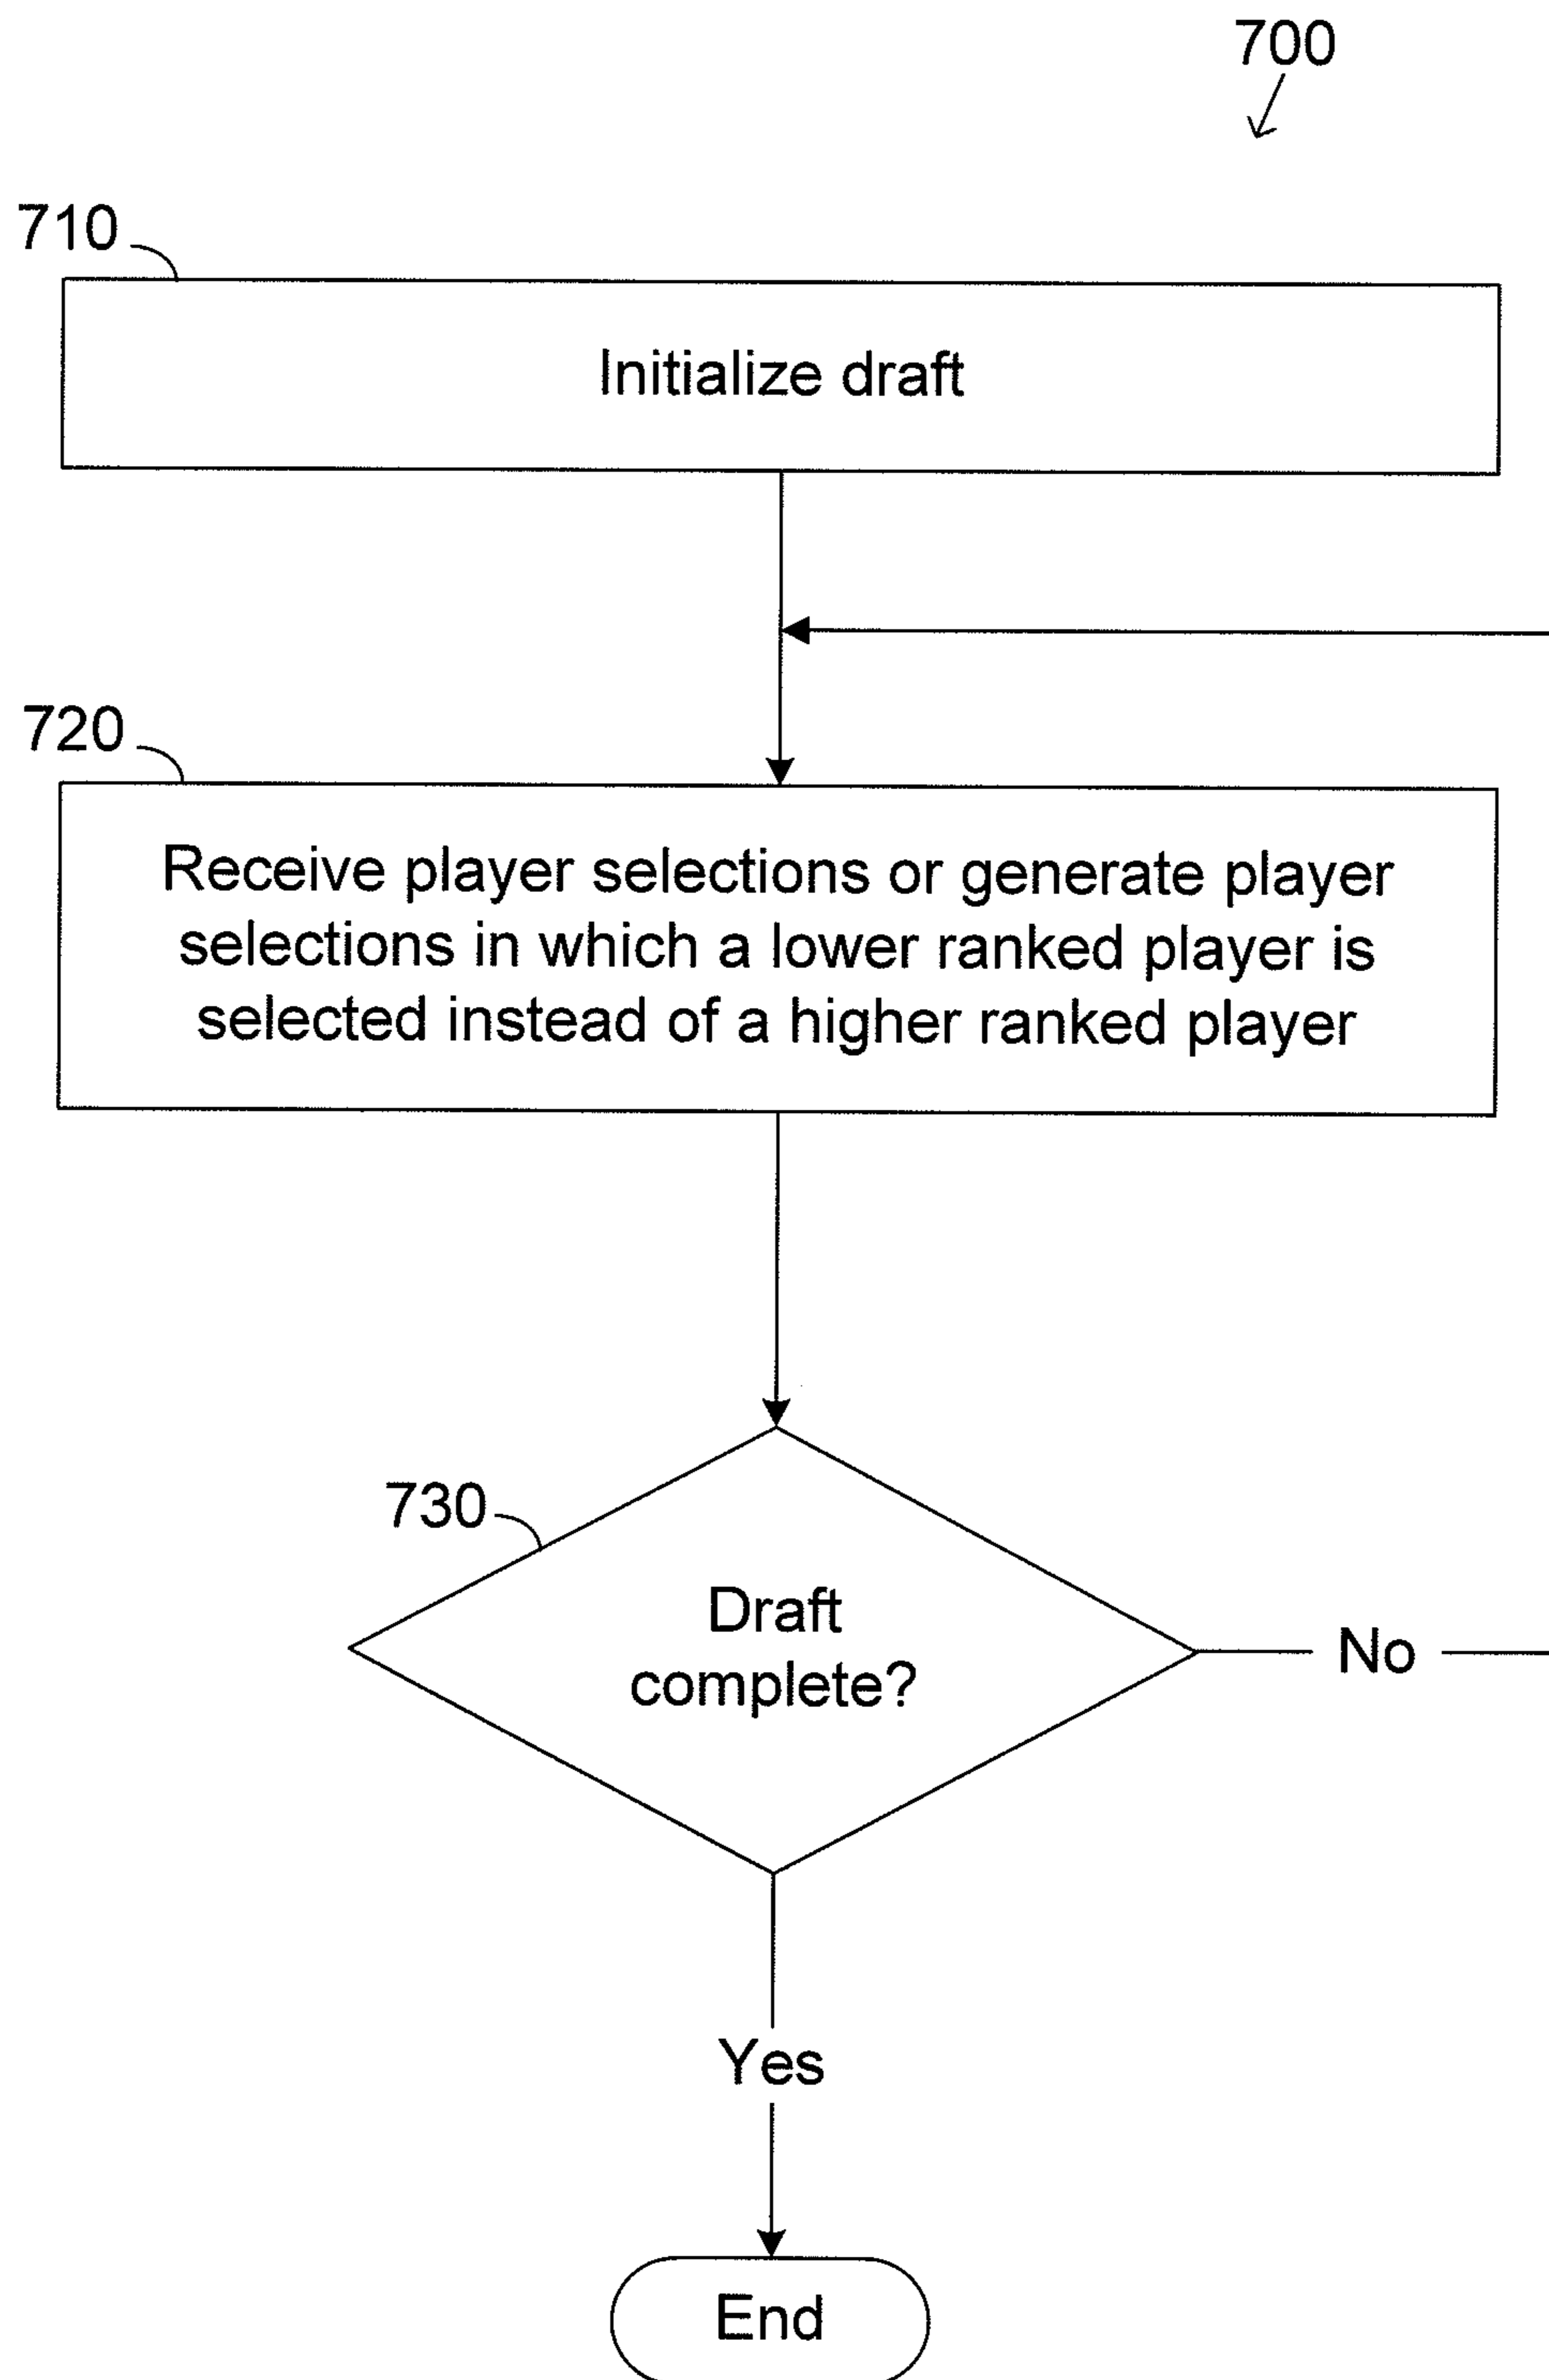 700
710
Initialize draft
720
Receive player selections or generate player
selections in which a lower ranked player is
selected instead of a higher ranked player
730
Draft
complete?
No
Yes
End